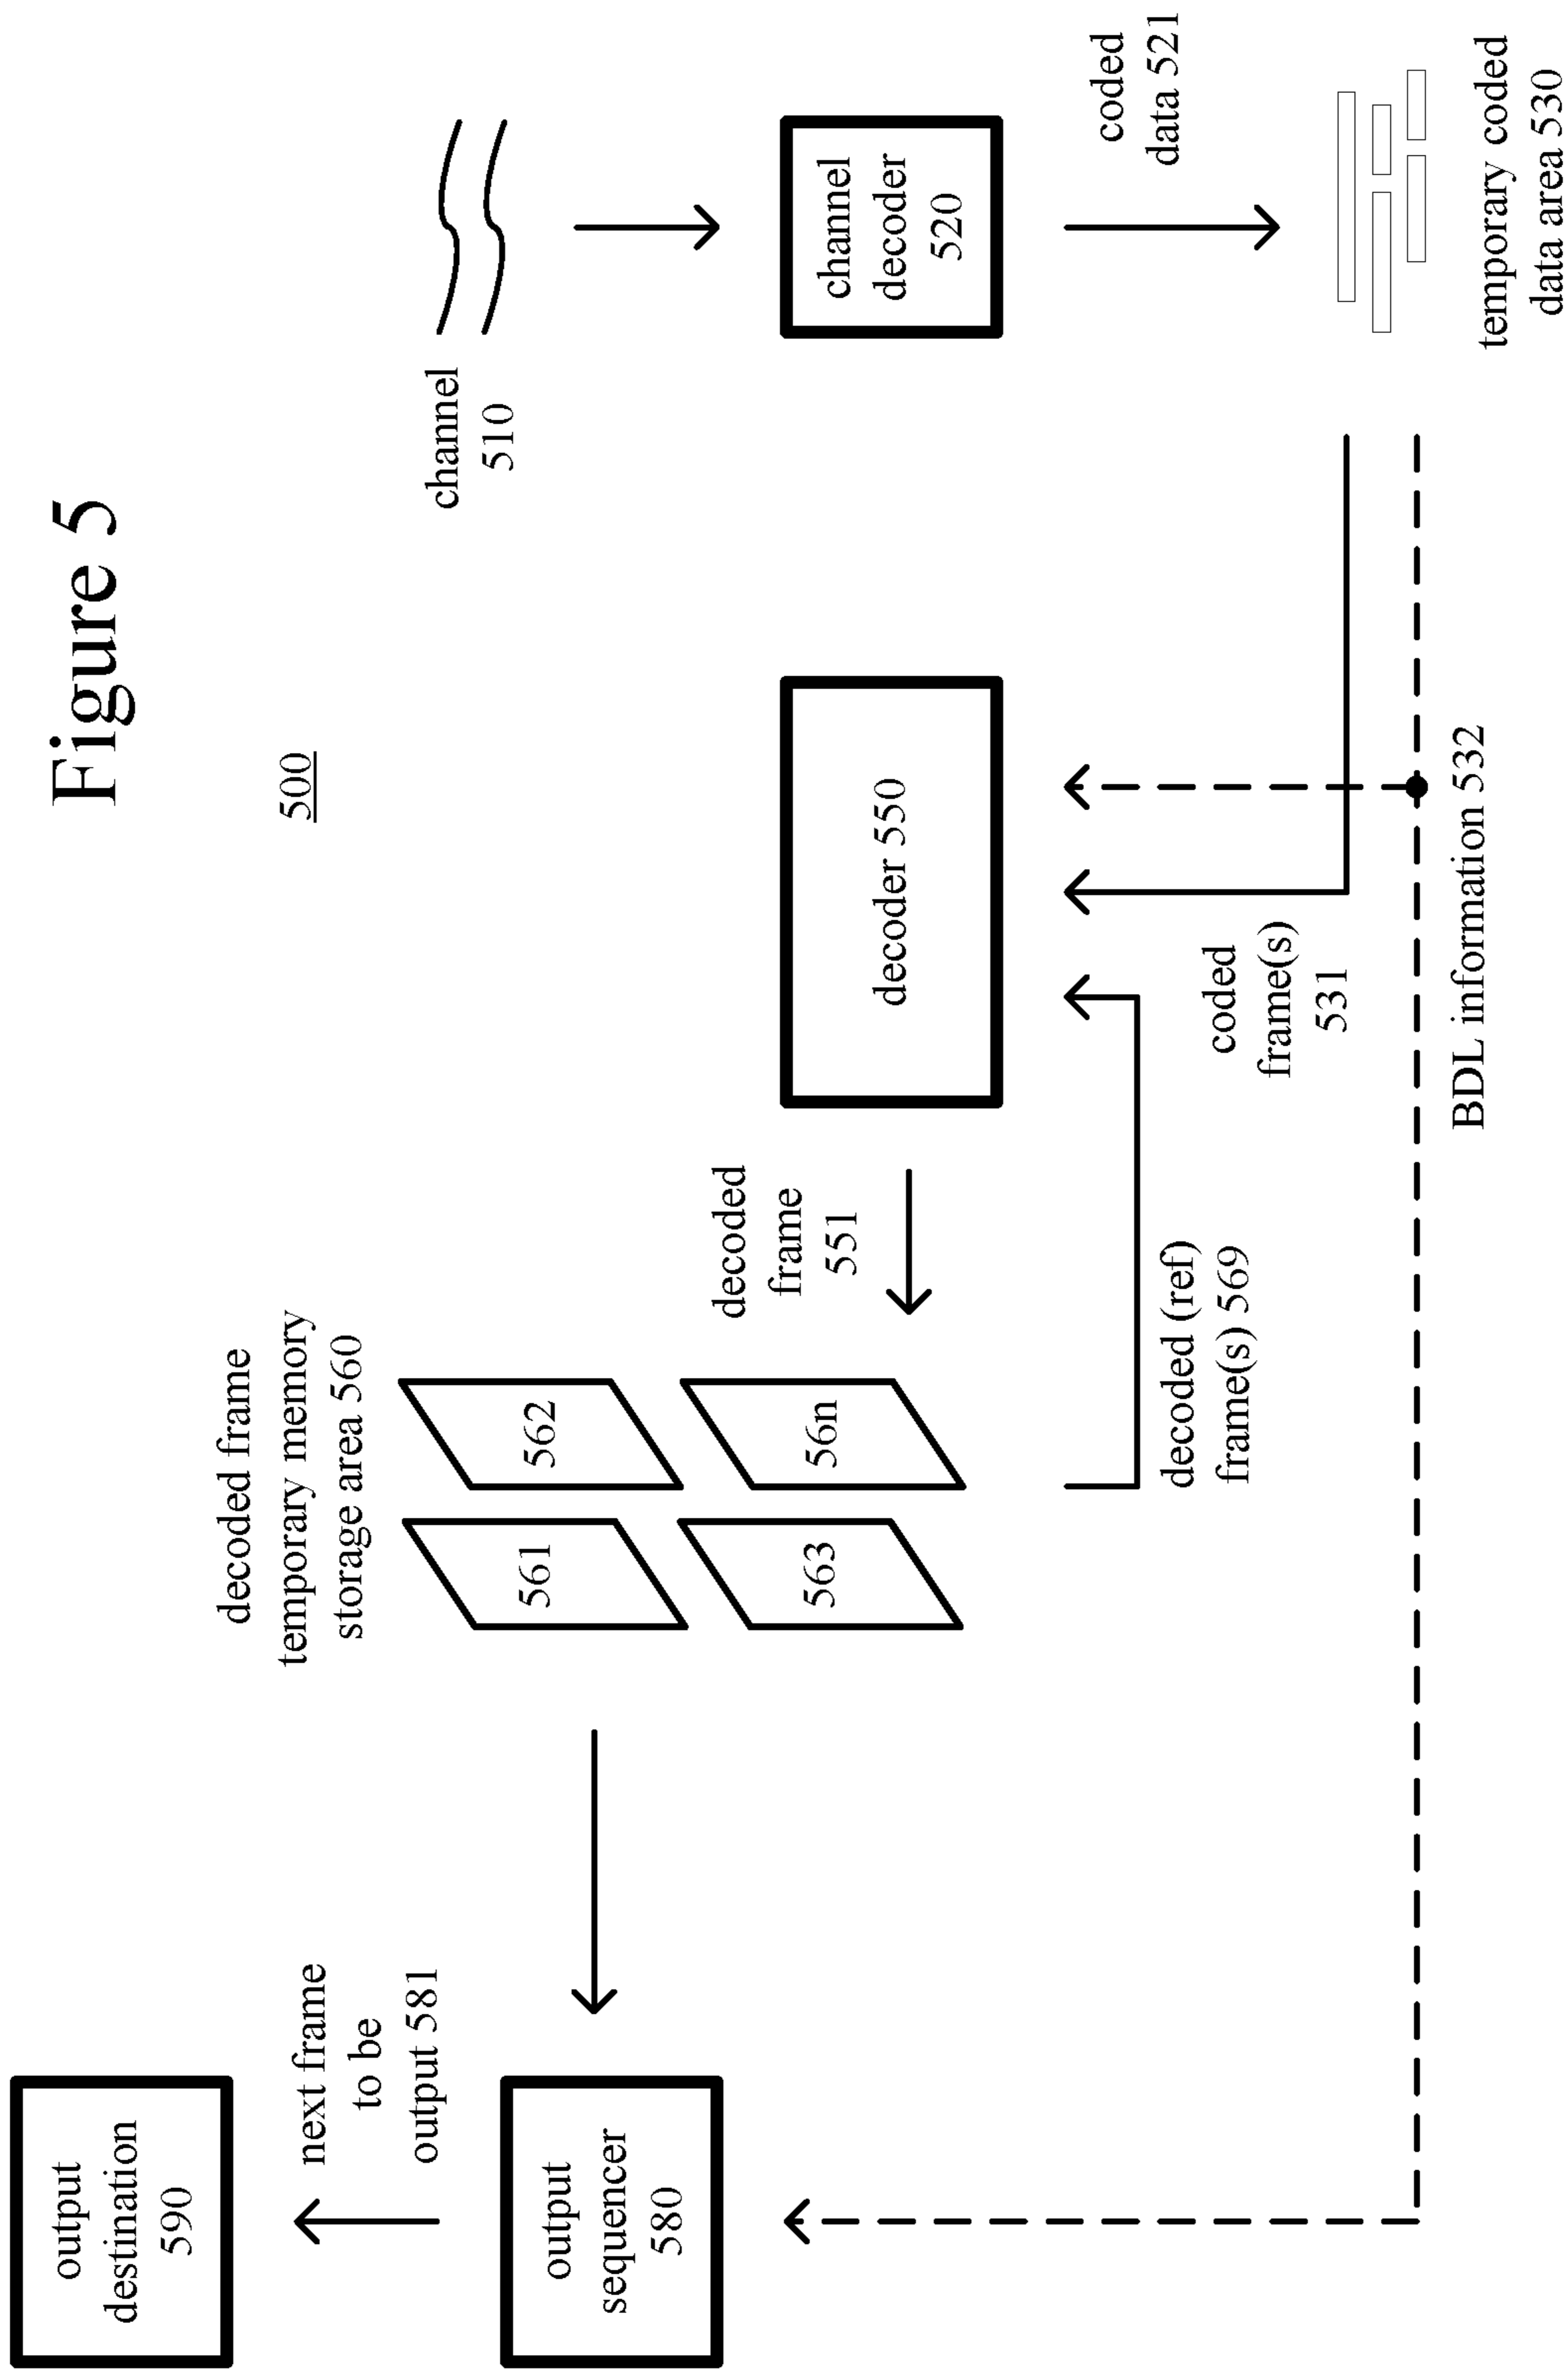 Figure 5
500
output
destination
590
next frame
to be
output 581
output
sequencer
580
decoded frame
temporary memory
storage area 560
561
562
563
56n
decoded
frame
551
decoded (ref)
frame(s) 569
decoder 550
coded
frame(s)
531
BDL information 532
channel
510
channel
decoder
520
coded
data 521
temporary coded
data area 530